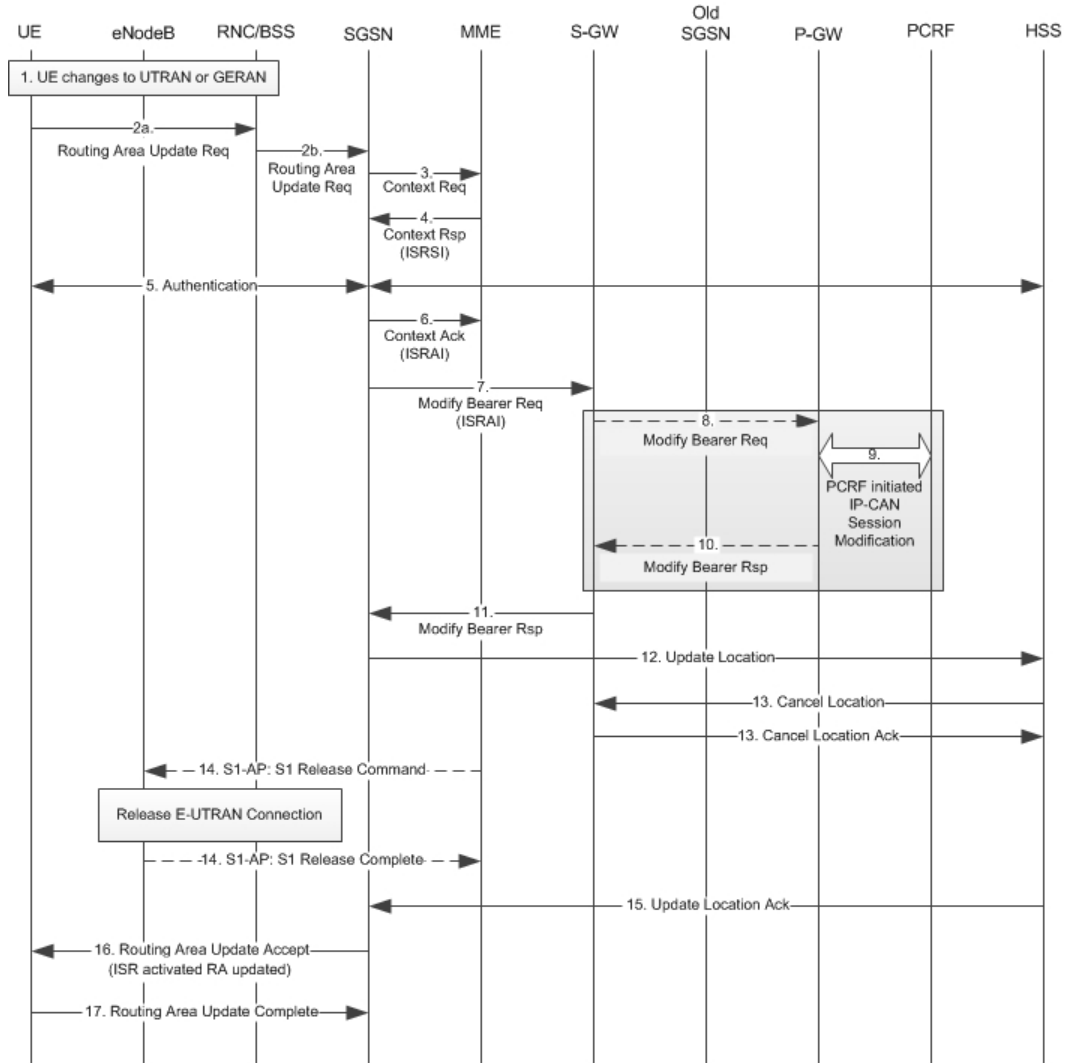 UE
eNodeB
RNC/BSS
SGSN
MME
S-GW
Old
SGSN
P-GW
PCRF
HSS
1. UE changes to UTRAN or GERAN
2a.
Routing Area Update Req
2b.
Routing Area
Update Req
3.
Context Req
4.
Context Rsp
(ISRSI)
5. Authentication
6.
Context Ack
(ISRAI)
7.
Modify Bearer Req
(ISRAI)
8.
Modify Bearer Req
9.
PCRF initiated
IP-CAN
Session
Modification
10.
Modify Bearer Rsp
11.
Modify Bearer Rsp
12. Update Location
13. Cancel Location
13. Cancel Location Ack
14. S1-AP: S1 Release Command
Release E-UTRAN Connection
14. S1-AP: S1 Release Complete
15. Update Location Ack
16. Routing Area Update Accept
(ISR activated RA updated)
17. Routing Area Update Complete